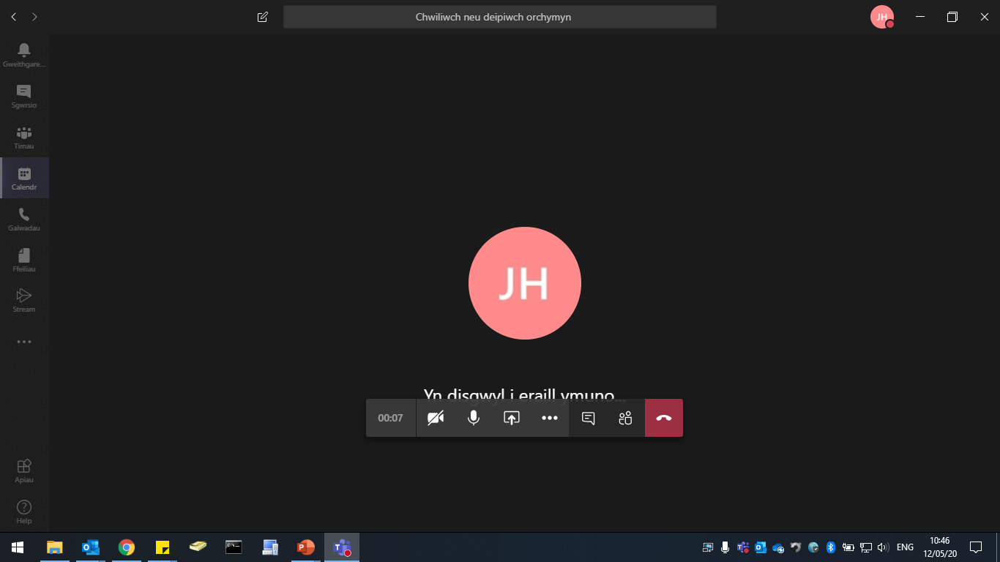 Chwiliwch neu deipiwch orchymyn
JH
Gweithgare...
Sgwrsio
Timau
Calendr
Galwadau
Ffeiliau
Stream
JH
Yn disgwyl i eraill ymuno...
00:07
Apiau
Help
ENG
10:46
12/05/20